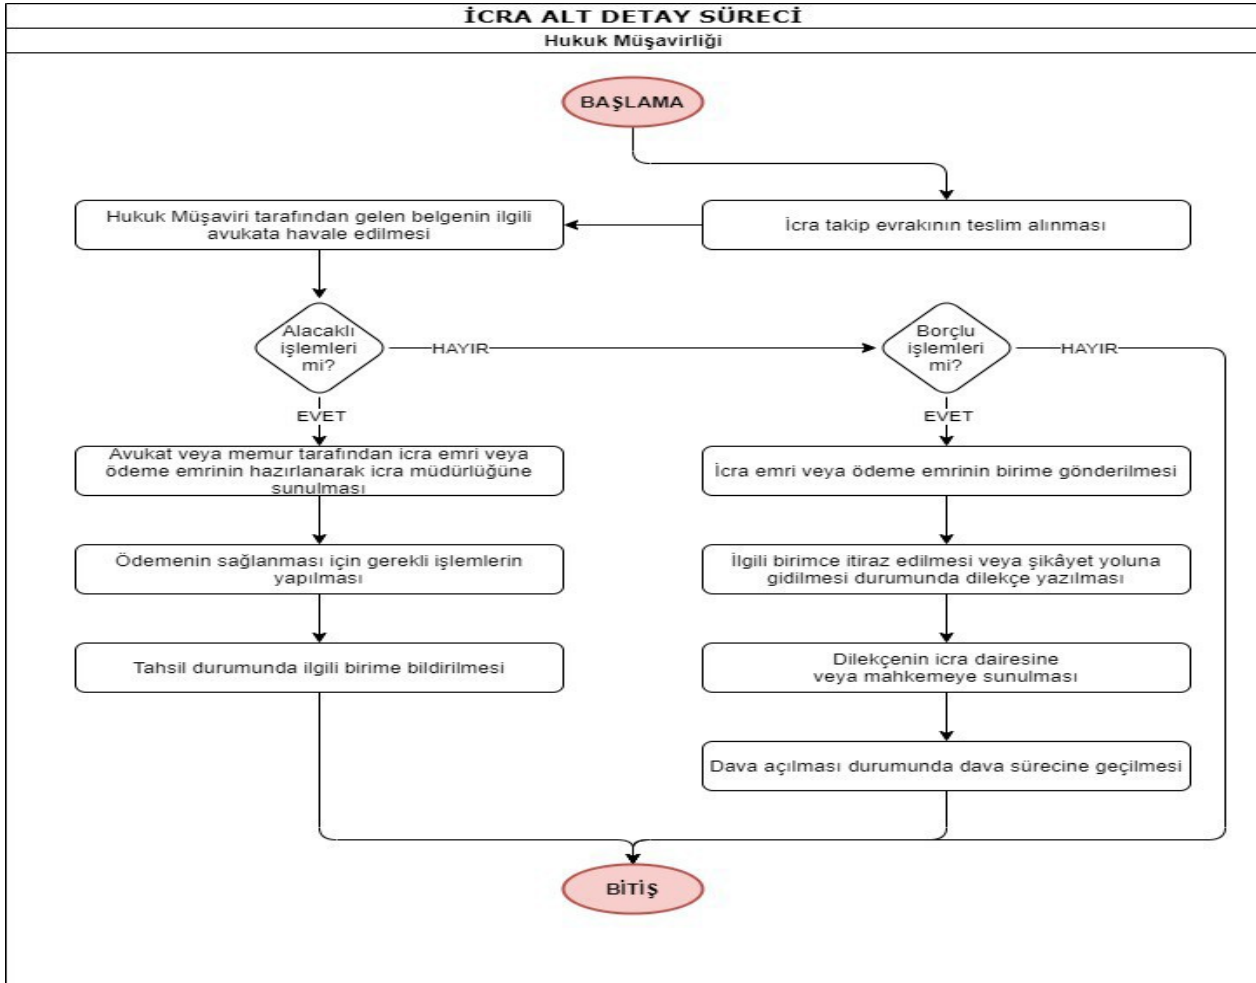 İCRA ALT DETAY SÜRECİ
Hukuk Müşavirliği
BAŞLAMA
İcra takip evrakının teslim alınması
Hukuk Müşaviri tarafından gelen belgenin ilgili
avukata havale edilmesi
Alacaklı
işlemleri
mi?
HAYIR
EVET
Borçlu
işlemleri
mi?
HAYIR
EVET
Avukat veya memur tarafından icra emri veya
ödeme emrinin hazırlanarak icra müdürlüğüne
sunulması
Ödemenin sağlanması için gerekli işlemlerin
yapılması
Tahsil durumunda ilgili birime bildirilmesi
İcra emri veya ödeme emrinin birime gönderilmesi
İlgili birimce itiraz edilmesi veya şikâyet yoluna
gidilmesi durumunda dilekçe yazılması
Dilekçenin icra dairesine
veya mahkemeye sunulması
Dava açılması durumunda dava sürecine geçilmesi
BİTİŞ